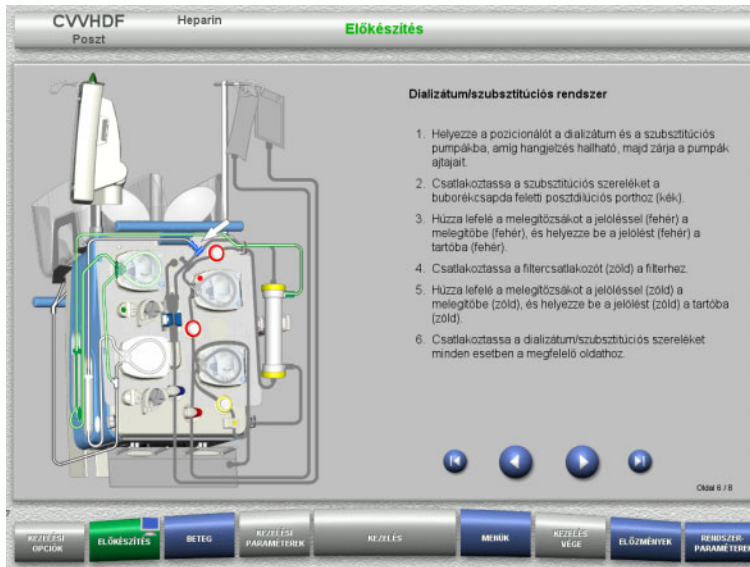 CVVHDF
Heparin
Poszt
Előkészítés
Dializátum/szubsztitúciós rendszer
1. Helyezze a pozicionálót a dializátum és a szubsztitúciós
pumpákba, amíg hangjelzés hallható, majd zárja a pumpák
ajtajait.
2. Csatlakoztassa a szubsztitúciós szereléket a
buborékcsapda feletti posztdilúciós porthoz (kék).
3. Húzza lefelé a melegítőzsákot a jelöléssel (fehér) a
melegítőbe (fehér), és helyezze be a jelölést (fehér) a
tartóba (fehér).
4. Csatlakoztassa a filtercsatlakozót (zöld) a filterhez.
5. Húzza lefelé a melegítőzsákot a jelöléssel (zöld) a
melegítőbe (zöld), és helyezze be a jelölést (zöld) a tartóba
(zöld).
6. Csatlakoztassa a dializátum/szubsztitúciós szereléket
minden esetben a megfelelő oldathoz.
Oldal 6 / 8
KEZELÉSI
OPCIÓK
ELŐKÉSZÍTÉS
BETEG
KEZELÉSI
PARAMÉTEREK
KEZELÉS
MENÜK
KEZELÉS
VÉGE
ELŐZMÉNYEK
RENDSZER-
PARAMÉTEREK